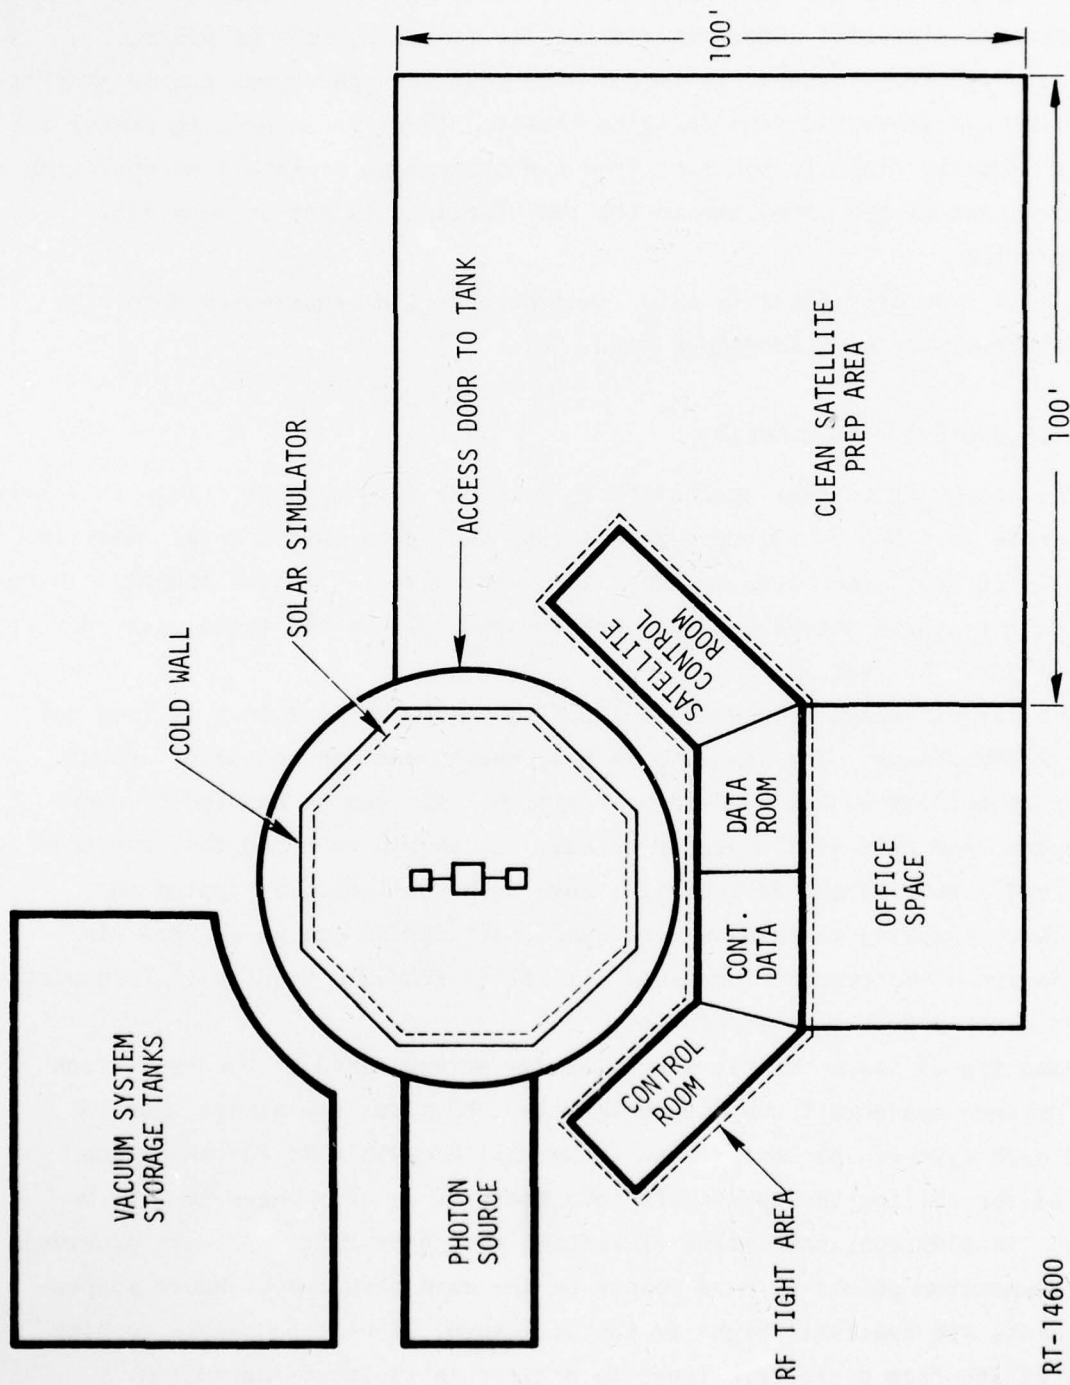 VACUUM SYSTEM
STORAGE TANKS
COLD WALL
SOLAR SIMULATOR
ACCESS DOOR TO TANK
100'
PHOTON
SOURCE
CONTROL
ROOM
CONT.
DATA
DATA
ROOM
SATELLITE
CONTROL
ROOM
CLEAN SATELLITE
PREP AREA
OFFICE
SPACE
RF TIGHT AREA
100'
RT-14600